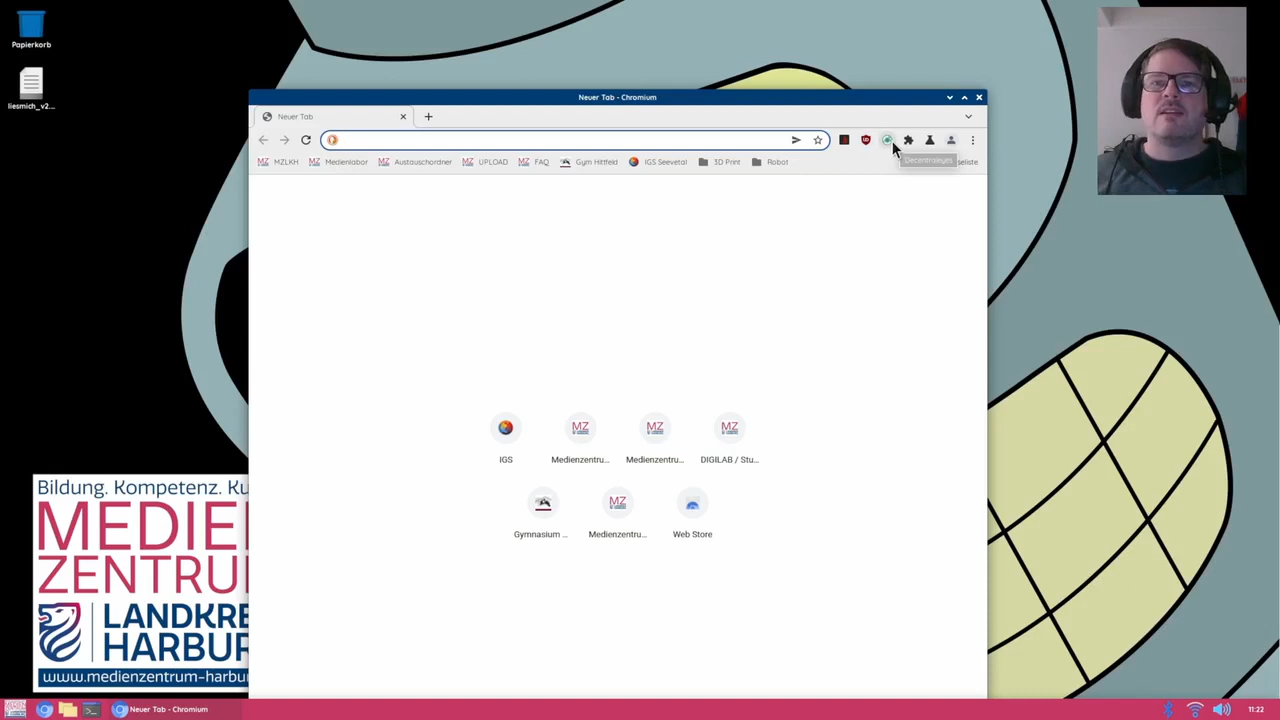 Papierkorb
liesmich_v2...
Neuer Tab - Chromium
Neuer Tab
Decentraleyes
MZLKH
Medienlabor
Austauschordner
UPLOAD
FAQ
Gym Hittfeld
IGS Seevetal
3D Print
Robot
seliste
IGS
Medienzentru...
Medienzentru...
DIGILAB / Stu...
Gymnasium ...
Medienzentru...
Web Store
Bildung. Kompetenz. Ku
MEDIEN
ZENTRU
LANDKRE
HARBUR
www.medienzentrum-harbu
Neuer Tab - Chromium
11:22